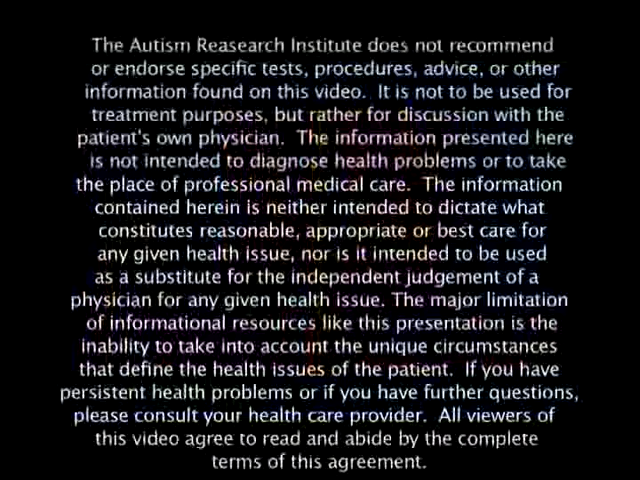 The Autism Reasearch Institute does not recommend
or endorse specific tests, procedures, advice, or other
information found on this video. It is not to be used for
treatment purposes, but rather for discussion with the
patient's own physician. The information presented here
is not intended to diagnose health problems or to take
the place of professional medical care. The information
contained herein is neither intended to dictate what
constitutes reasonable, appropriate or best care for
any given health issue, nor is it intended to be used
as a substitute for the independent judgement of a
physician for any given health issue. The major limitation
of informational resources like this presentation is the
inability to take into account the unique circumstances
that define the health issues of the patient. If you have
persistent health problems or if you have further questions,
please consult your health care provider. All viewers of
this video agree to read and abide by the complete
terms of this agreement.